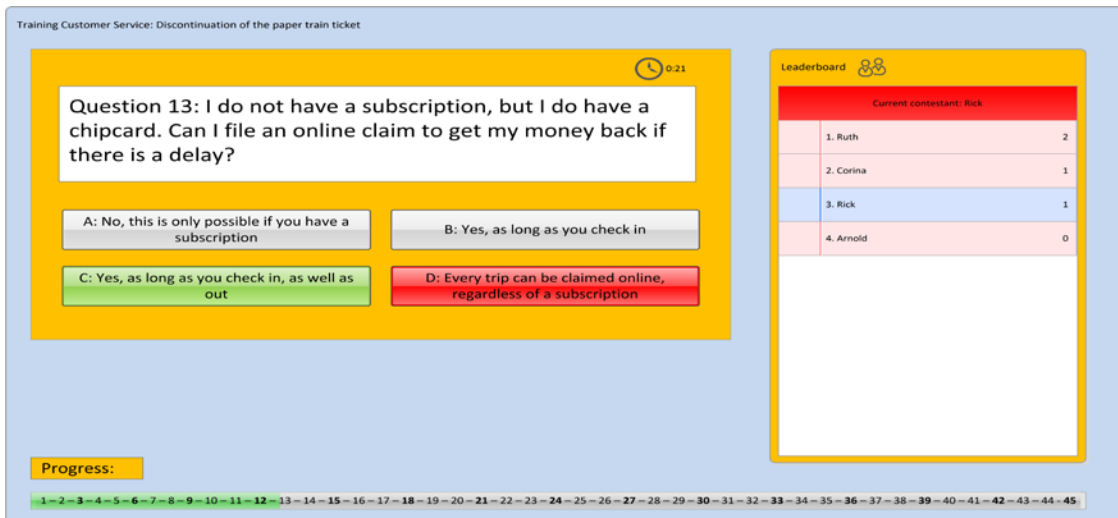 Training Customer Service: Discontinuation of the paper train ticket
0:21
Question 13: I do not have a subscription, but I do have a
chipcard. Can I file an online claim to get my money back if
there is a delay?
A: No, this is only possible if you have a
subscription
B: Yes, as long as you check in
C: Yes, as long as you check in, as well as
out
D: Every trip can be claimed online,
regardless of a subscription
Leaderboard
Current contestant: Rick
1. Ruth 2
2. Corina 1
3. Rick 1
4. Arnold 0
Progress:
1 – 2 – 3 – 4 – 5 – 6 – 7 – 8 – 9 – 10 – 11 – 12 – 13 – 14 – 15 – 16 – 17 – 18 – 19 – 20 – 21 – 22 – 23 – 24 – 25 – 26 – 27 – 28 – 29 – 30 – 31 – 32 – 33 – 34 – 35 – 36 – 37 – 38 – 39 – 40 – 41 – 42 – 43 – 44 - 45